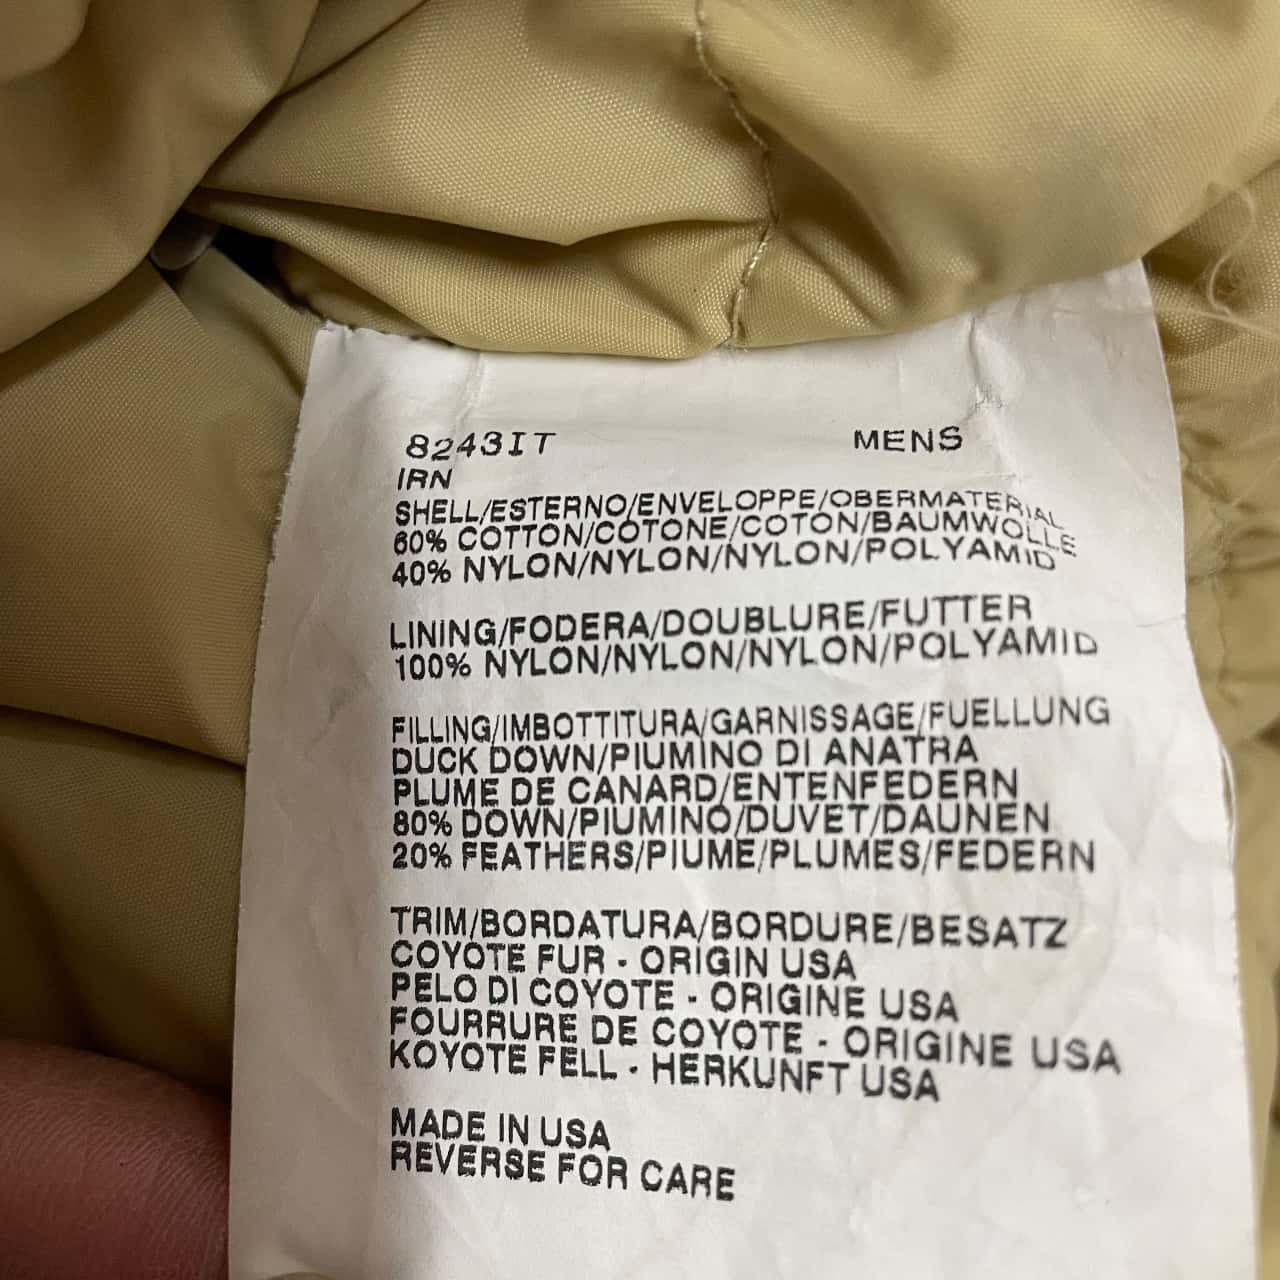 8243IT MENS
IRN
SHELL/ESTERNO/ENVELOPPE/OBERMATERIAL
60% COTTON/COTONE/COTON/BAUMWOLLE
40% NYLON/NYLON/NYLON/POLYAMID
LINING/FODERA/DOUBLURE/FUTTER
100% NYLON/NYLON/NYLON/POLYAMID
FILLING/IMBOTTITURA/GARNISSAGE/FUELLUNG
DUCK DOWN/PIUMINO DI ANATRA
PLUME DE CANARD/ENTENFEDERN
80% DOWN/PIUMINO/DUVET/DAUNEN
20% FEATHERS/PIUME/PLUMES/FEDERN
TRIM/BORDATURA/BORDURE/BESATZ
COYOTE FUR - ORIGIN USA
PELO DI COYOTE - ORIGINE USA
FOURRURE DE COYOTE - ORIGINE USA
KOYOTE FELL - HERKUNFT USA
MADE IN USA
REVERSE FOR CARE